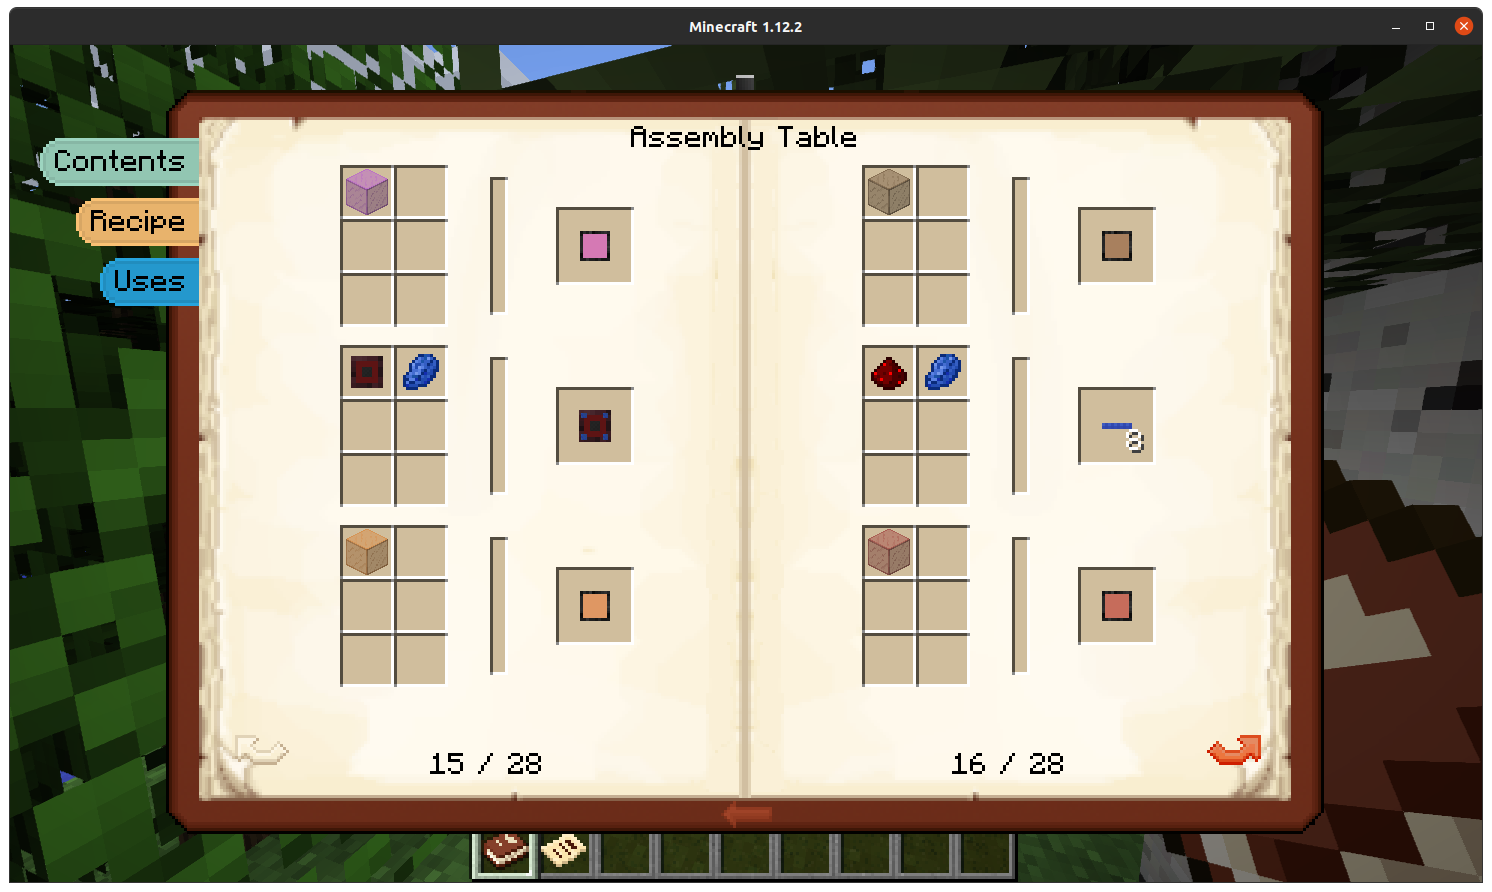 Minecraft 1.12.2
Assembly Table
Contents
Recipe
Uses
8
15 / 28
16 / 28